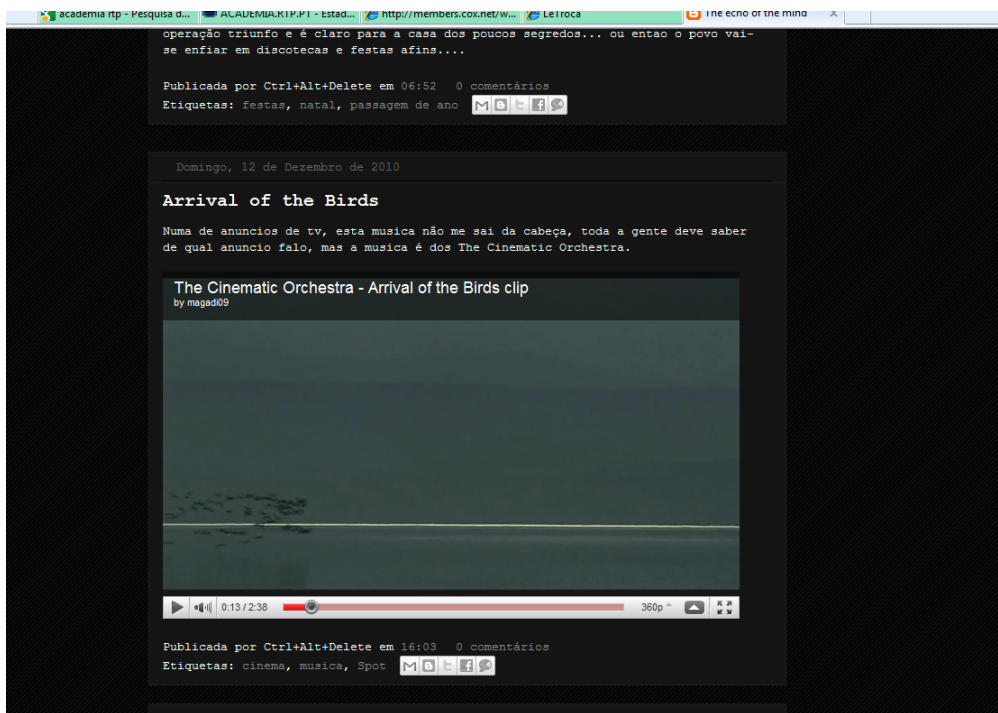 academia rtp - Pesquisa d... ACADEMIA.RTP.PT - Estad... http://members.cox.net/w... LeTroca The echo of the mind x
operação triunfo e é claro para a casa dos poucos segredos... ou entao o povo vai-
se enfiar em discotecas e festas afins....
Publicada por Ctrl+Alt+Delete em 06:52 0 comentários
Etiquetas: festas, natal, passagem de ano
Domingo, 12 de Dezembro de 2010
Arrival of the Birds
Numa de anuncios de tv, esta musica não me sai da cabeça, toda a gente deve saber
de qual anuncio falo, mas a musica é dos The Cinematic Orchestra.
The Cinematic Orchestra - Arrival of the Birds clip
by magadi09
0:13 / 2:38 360p
Publicada por Ctrl+Alt+Delete em 16:03 0 comentários
Etiquetas: cinema, musica, Spot